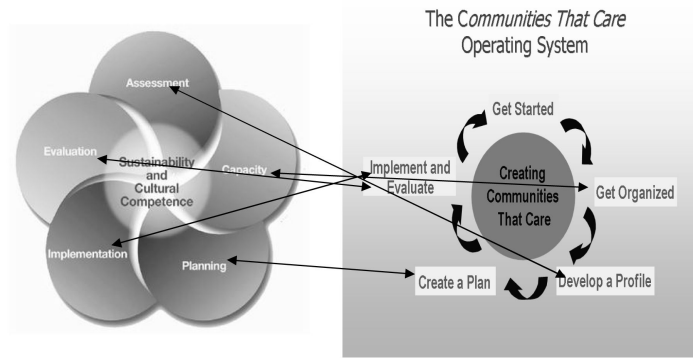 The Communities That Care
Operating System
Assessment
Evaluation
Sustainability
and
Cultural
Competence
Capacity
Implementation
Planning
Get Started
Implement and
Evaluate
Creating
Communities
That Care
Get Organized
Create a Plan
Develop a Profile